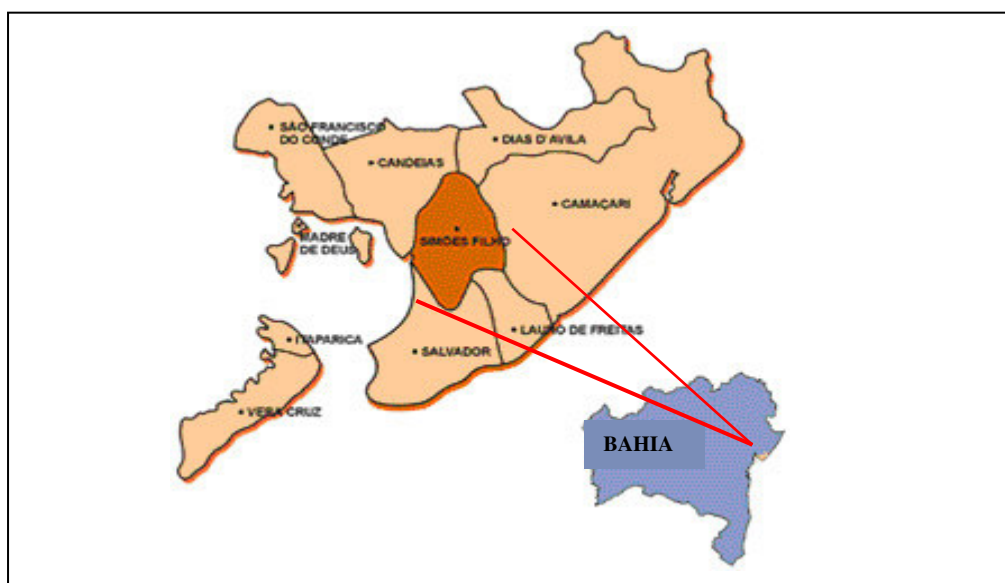 SÃO FRANCISCO
DO CONDE
DIAS D'AVILA
CANDEIAS
CAMAÇARI
SIMÕES FILHO
MADRE
DE DEUS
LAURO DE FREITAS
ITAPARICA
SALVADOR
VERA CRUZ
BAHIA